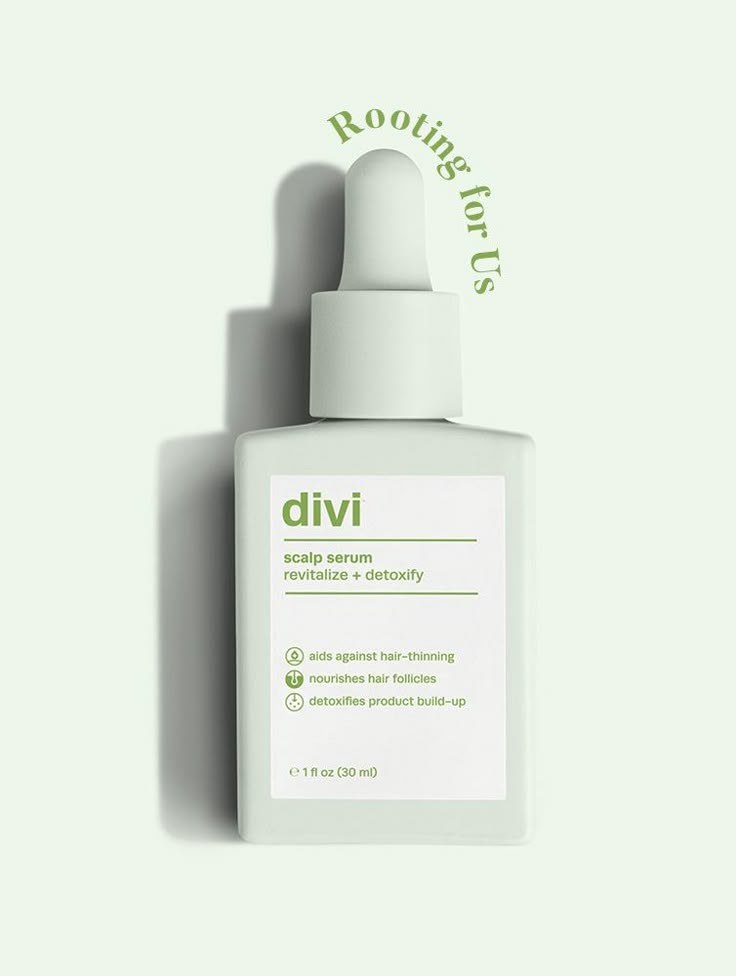 Rooting for Us
divi
scalp serum
revitalize + detoxify
aids against hair-thinning
nourishes hair follicles
detoxifies product build-up
℮ 1 fl oz (30 ml)